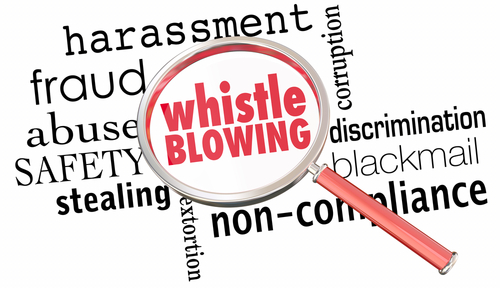 harassment
corruption
fraud
whistle
BLOWING
abuse
discrimination
SAFETY
blackmail
stealing
extortion
non-compliance